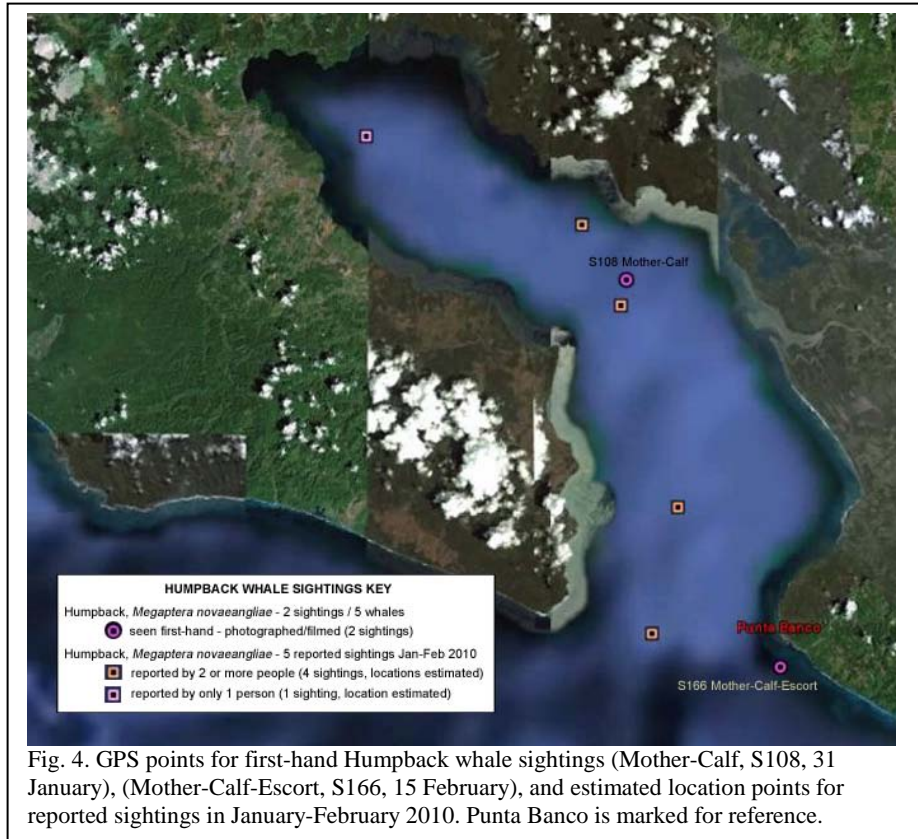 S108 Mother-Calf
Punta Banco
S166 Mother-Calf-Escort
HUMPBACK WHALE SIGHTINGS KEY
Humpback, Megaptera novaeangliae - 2 sightings / 5 whales
seen first-hand - photographed/filmed (2 sightings)
Humpback, Megaptera novaeangliae - 5 reported sightings Jan-Feb 2010
reported by 2 or more people (4 sightings, locations estimated)
reported by only 1 person (1 sighting, location estimated)
Fig. 4. GPS points for first-hand Humpback whale sightings (Mother-Calf, S108, 31
January), (Mother-Calf-Escort, S166, 15 February), and estimated location points for
reported sightings in January-February 2010. Punta Banco is marked for reference.